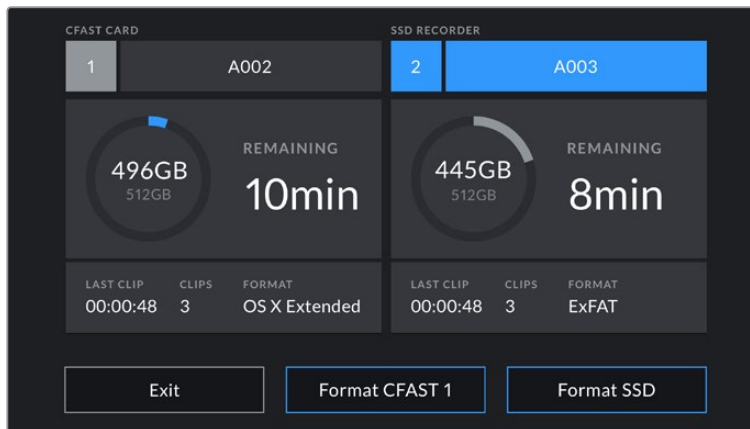 CFAST CARD
1 A002
496GB
512GB
REMAINING
10min
LAST CLIP CLIPS FORMAT
00:00:48 3 OS X Extended
SSD RECORDER
2 A003
445GB
512GB
REMAINING
8min
LAST CLIP CLIPS FORMAT
00:00:48 3 ExFAT
Exit Format CFAST 1 Format SSD